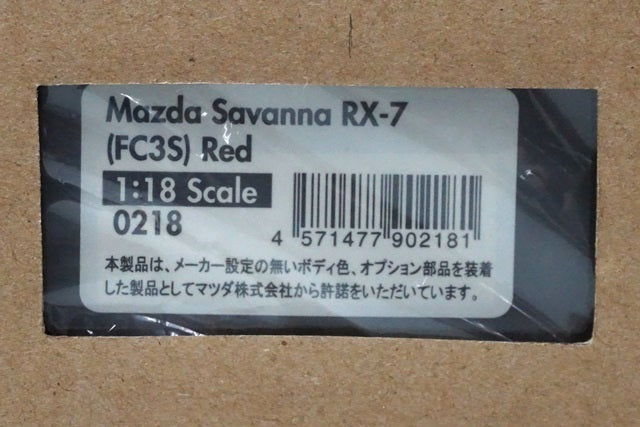 Mazda Savanna RX-7
(FC3S) Red
1:18 Scale
0218
4 571477 902181
本製品は、メーカー設定の無いボディ色、オプション部品を装着
した製品としてマツダ株式会社から許諾をいただいています。